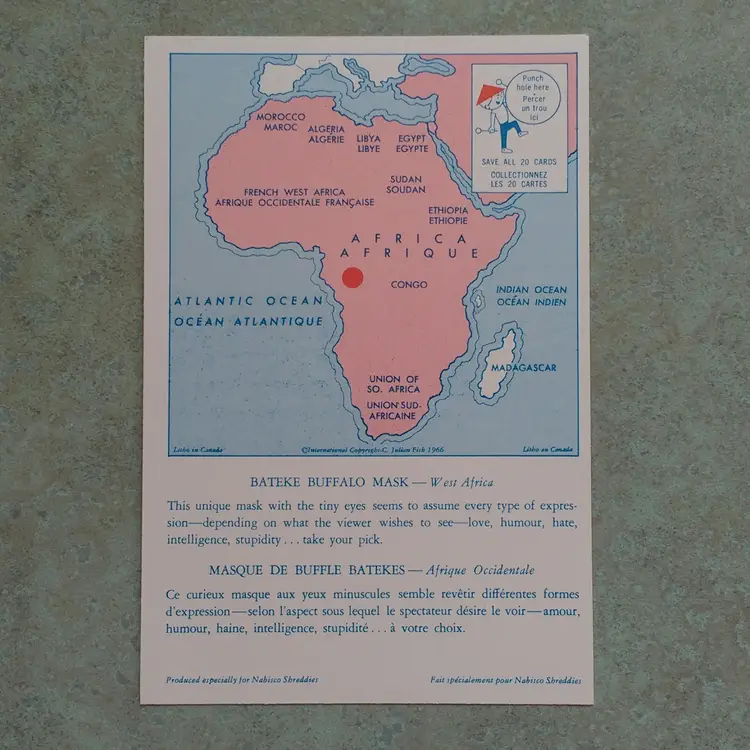 Punch
hole here
•
Percer
un trou
ici
SAVE ALL 20 CARDS
COLLECTIONNEZ
LES 20 CARTES
MOROCCO
MAROC
ALGERIA
ALGÉRIE
LIBYA
LIBYE
EGYPT
EGYPTE
SUDAN
SOUDAN
FRENCH WEST AFRICA
AFRIQUE OCCIDENTALE FRANÇAISE
ETHIOPIA
ETHIOPIE
AFRICA
AFRIQUE
CONGO
INDIAN OCEAN
OCÉAN INDIEN
ATLANTIC OCEAN
OCÉAN ATLANTIQUE
MADAGASCAR
UNION OF
SO. AFRICA
UNION SUD-
AFRICAINE
Litho in Canada
©International Copyright-C. Julian Fish 1966
Litho au Canada
BATEKE BUFFALO MASK — West Africa
This unique mask with the tiny eyes seems to assume every type of expres-
sion—depending on what the viewer wishes to see—love, humour, hate,
intelligence, stupidity . . . take your pick.
MASQUE DE BUFFLE BATEKES — Afrique Occidentale
Ce curieux masque aux yeux minuscules semble revêtir différentes formes
d'expression—selon l'aspect sous lequel le spectateur désire le voir—amour,
humour, haine, intelligence, stupidité . . . à votre choix.
Produced especially for Nabisco Shreddies
Fait spécialement pour Nabisco Shreddies